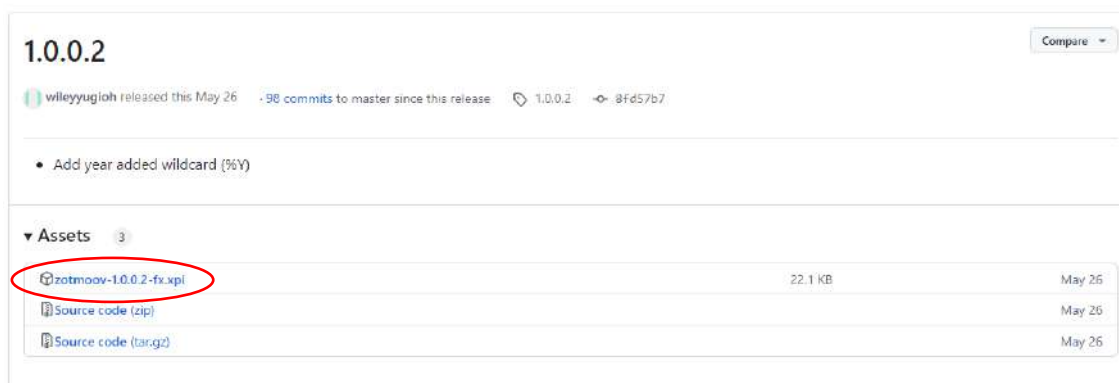 1.0.0.2
Compare
wileyyugioh released this May 26 · 98 commits to master since this release 1.0.0.2 8fd57b7
• Add year added wildcard (%Y)
Assets 3
zotmoov-1.0.0.2-fx.xpi 22.1 KB May 26
Source code (zip) May 26
Source code (tar.gz) May 26